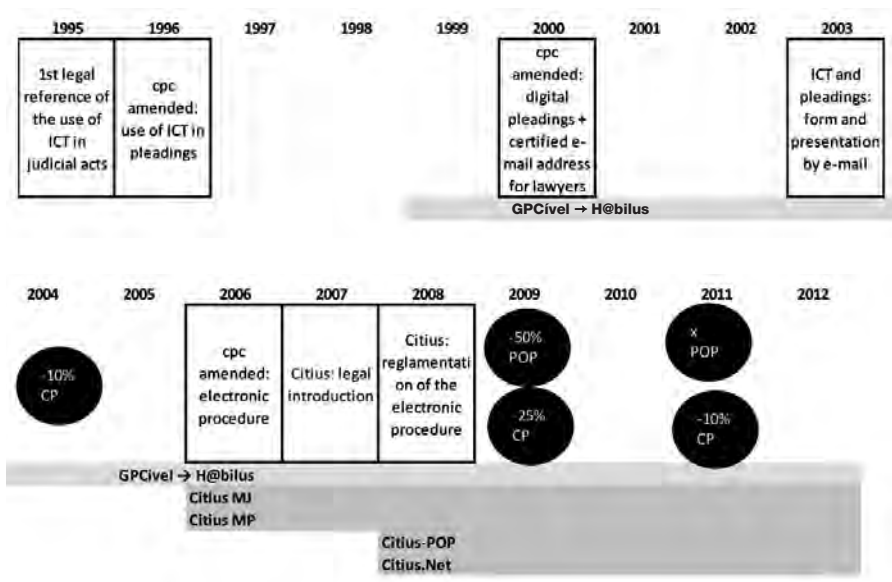 1995 1996 1997 1998 1999 2000 2001 2002 2003
1st legal
reference of
the use of
ICT in
judicial acts
cpc
amended:
use of ICT in
pleadings
cpc
amended:
digital
pleadings +
certified e-
mail address
for lawyers
ICT and
pleadings:
form and
presentation
by e-mail
GPCível → H@bilus
2004 2005 2006 2007 2008 2009 2010 2011 2012
-10%
CP
cpc
amended:
electronic
procedure
Citius: legal
introduction
Citius:
reglamentati
on of the
electronic
procedure
-50%
POP
-25%
CP
x
POP
-10%
CP
GPCível → H@bilus
Citius MJ
Citius MP
Citius-POP
Citius.Net